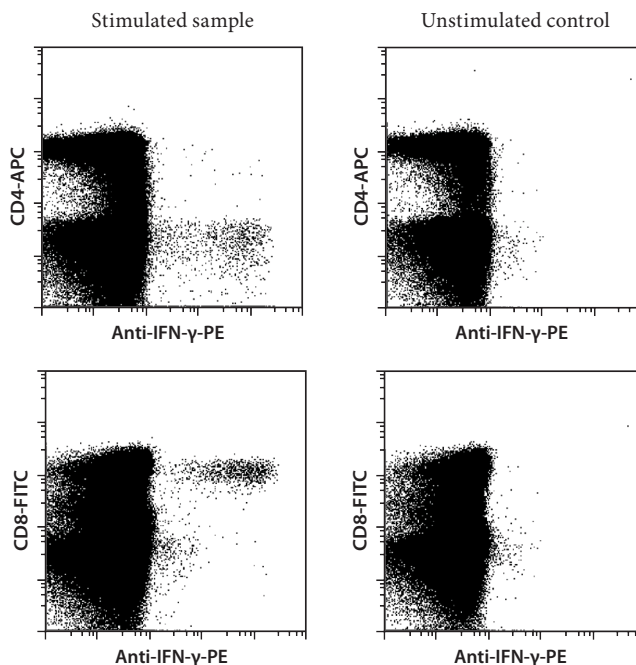 Stimulated sample
Unstimulated control
CD4-APC
CD4-APC
Anti-IFN-γ-PE
Anti-IFN-γ-PE
CD8-FITC
CD8-FITC
Anti-IFN-γ-PE
Anti-IFN-γ-PE